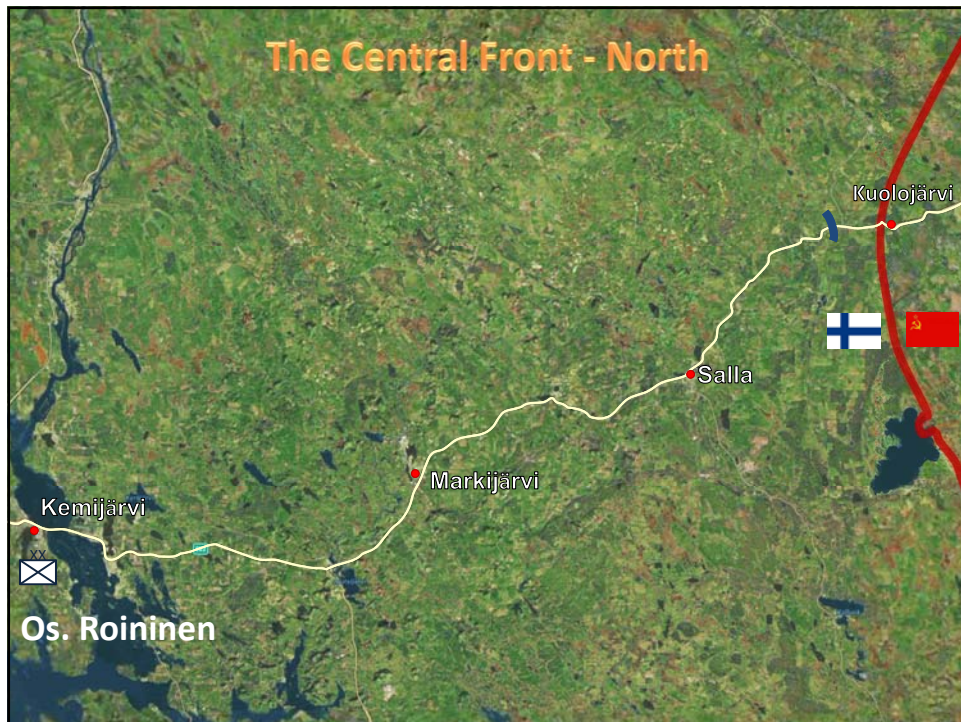 The Central Front - North
Kuolojärvi
Salla
Markijärvi
Kemijärvi
XX
Os. Roininen